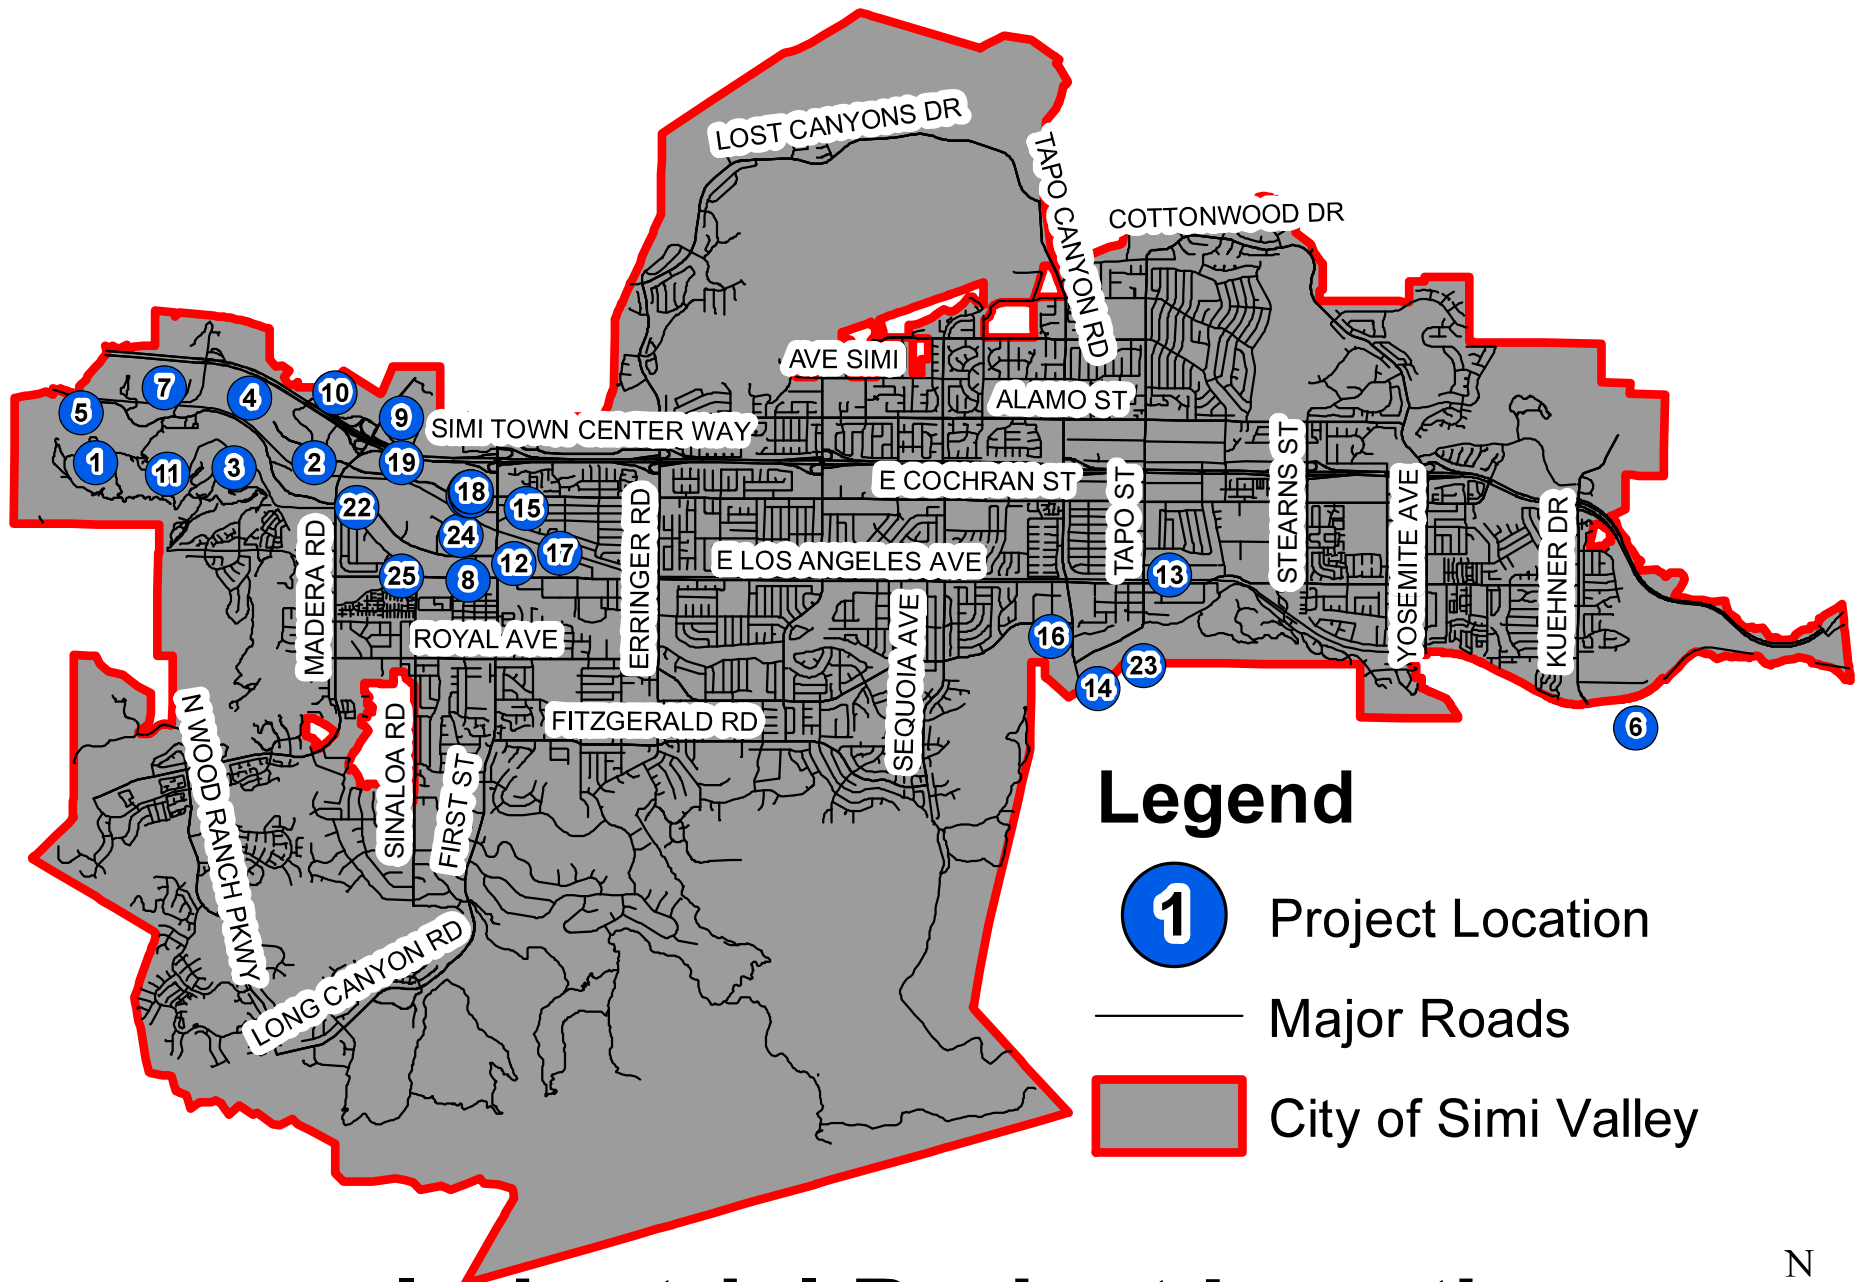 LOST CANYONS DR
TAPO CANYON RD
COTTONWOOD DR
AVE SIMI
ALAMO ST
7
4
10
5
9
SIMI TOWN CENTER WAY
1
11
3
2
19
E COCHRAN ST
TAPO ST
STEARNS ST
YOSEMITE AVE
KUEHNER DR
22
18
15
24
12
17
ERRINGER RD
E LOS ANGELES AVE
13
MADERA RD
25
8
ROYAL AVE
SEQUOIA AVE
16
23
14
6
N WOOD RANCH PKWY
SINALOA RD
FIRST ST
FITZGERALD RD
LONG CANYON RD
Legend
1 Project Location
Major Roads
City of Simi Valley
N